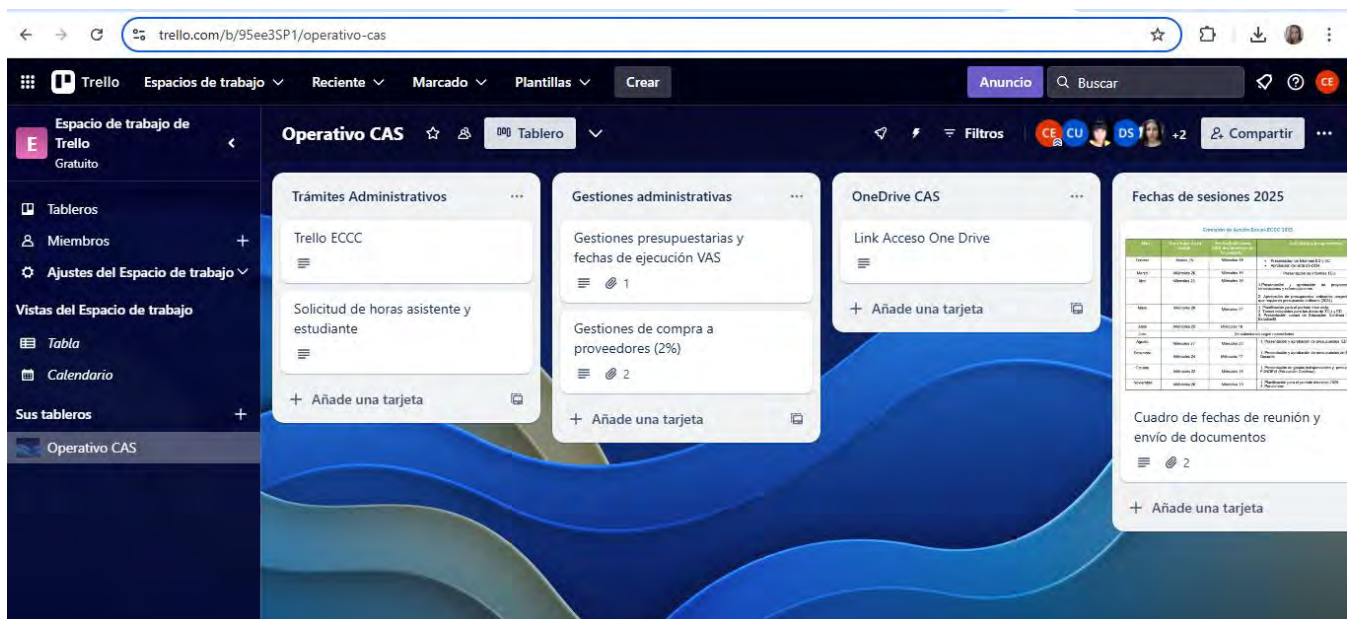 trello.com/b/95ee3SP1/operativo-cas
Trello Espacios de trabajo Reciente Marcado Plantillas Crear Anuncio Buscar CE
E Espacio de trabajo de
Trello
Gratuito
Operativo CAS Tablero Filtros CE CU DS +2 Compartir
Tableros
Miembros
Ajustes del Espacio de trabajo
Vistas del Espacio de trabajo
Tabla
Calendario
Sus tableros
Operativo CAS
Trámites Administrativos
Trello ECCC
Solicitud de horas asistente y
estudiante
Añade una tarjeta
Gestiones administrativas
Gestiones presupuestarias y
fechas de ejecución VAS
1
Gestiones de compra a
proveedores (2%)
2
Añade una tarjeta
OneDrive CAS
Link Acceso One Drive
Añade una tarjeta
Fechas de sesiones 2025
Cuadro de fechas de reunión y
envío de documentos
2
Añade una tarjeta